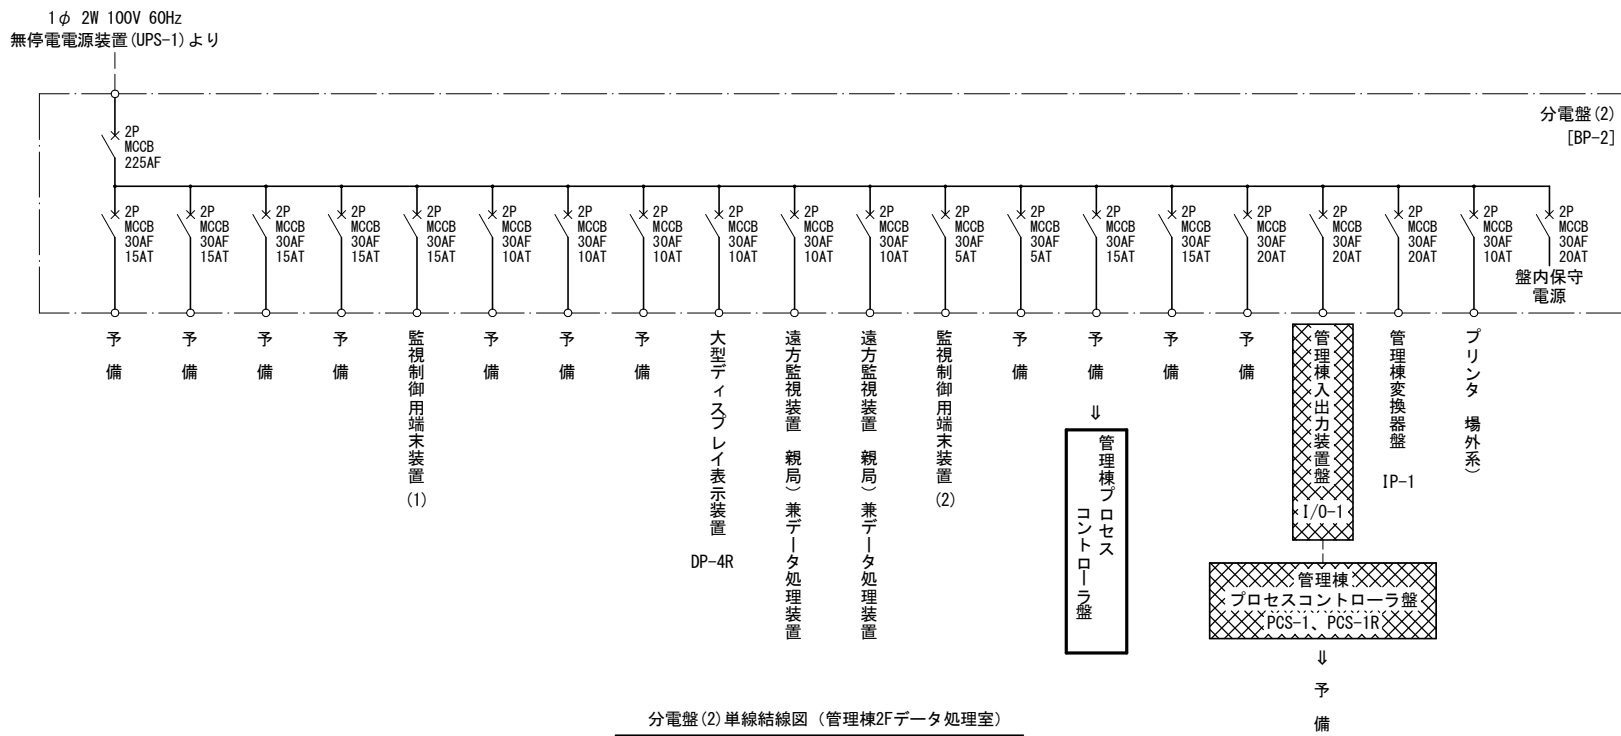 1φ 2W 100V 60Hz
無停電電源装置(UPS-1)より
分電盤(2)
[BP-2]
2P
MCCB
225AF
2P
MCCB
30AF
15AT
2P
MCCB
30AF
15AT
2P
MCCB
30AF
15AT
2P
MCCB
30AF
15AT
2P
MCCB
30AF
15AT
2P
MCCB
30AF
10AT
2P
MCCB
30AF
10AT
2P
MCCB
30AF
10AT
2P
MCCB
30AF
10AT
2P
MCCB
30AF
10AT
2P
MCCB
30AF
10AT
2P
MCCB
30AF
5AT
2P
MCCB
30AF
5AT
2P
MCCB
30AF
15AT
2P
MCCB
30AF
15AT
2P
MCCB
30AF
20AT
2P
MCCB
30AF
20AT
2P
MCCB
30AF
20AT
2P
MCCB
30AF
10AT
2P
MCCB
30AF
20AT
盤内保守
電源
予備
予備
予備
予備
監視制御用端末装置(1)
予備
予備
予備
大型ディスプレイ表示装置
DP-4R
遠方監視装置 親局)兼データ処理装置
遠方監視装置 親局)兼データ処理装置
監視制御用端末装置(2)
予備
予備
⇓
管理棟プロセス
コントローラ盤
予備
予備
管理棟入出力装置盤
I/O-1
管理棟
プロセスコントローラ盤
PCS-1、PCS-1R
⇓
予備
管理棟変換器盤
IP-1
プリンタ 場外系)
分電盤(2)単線結線図（管理棟2Fデータ処理室）